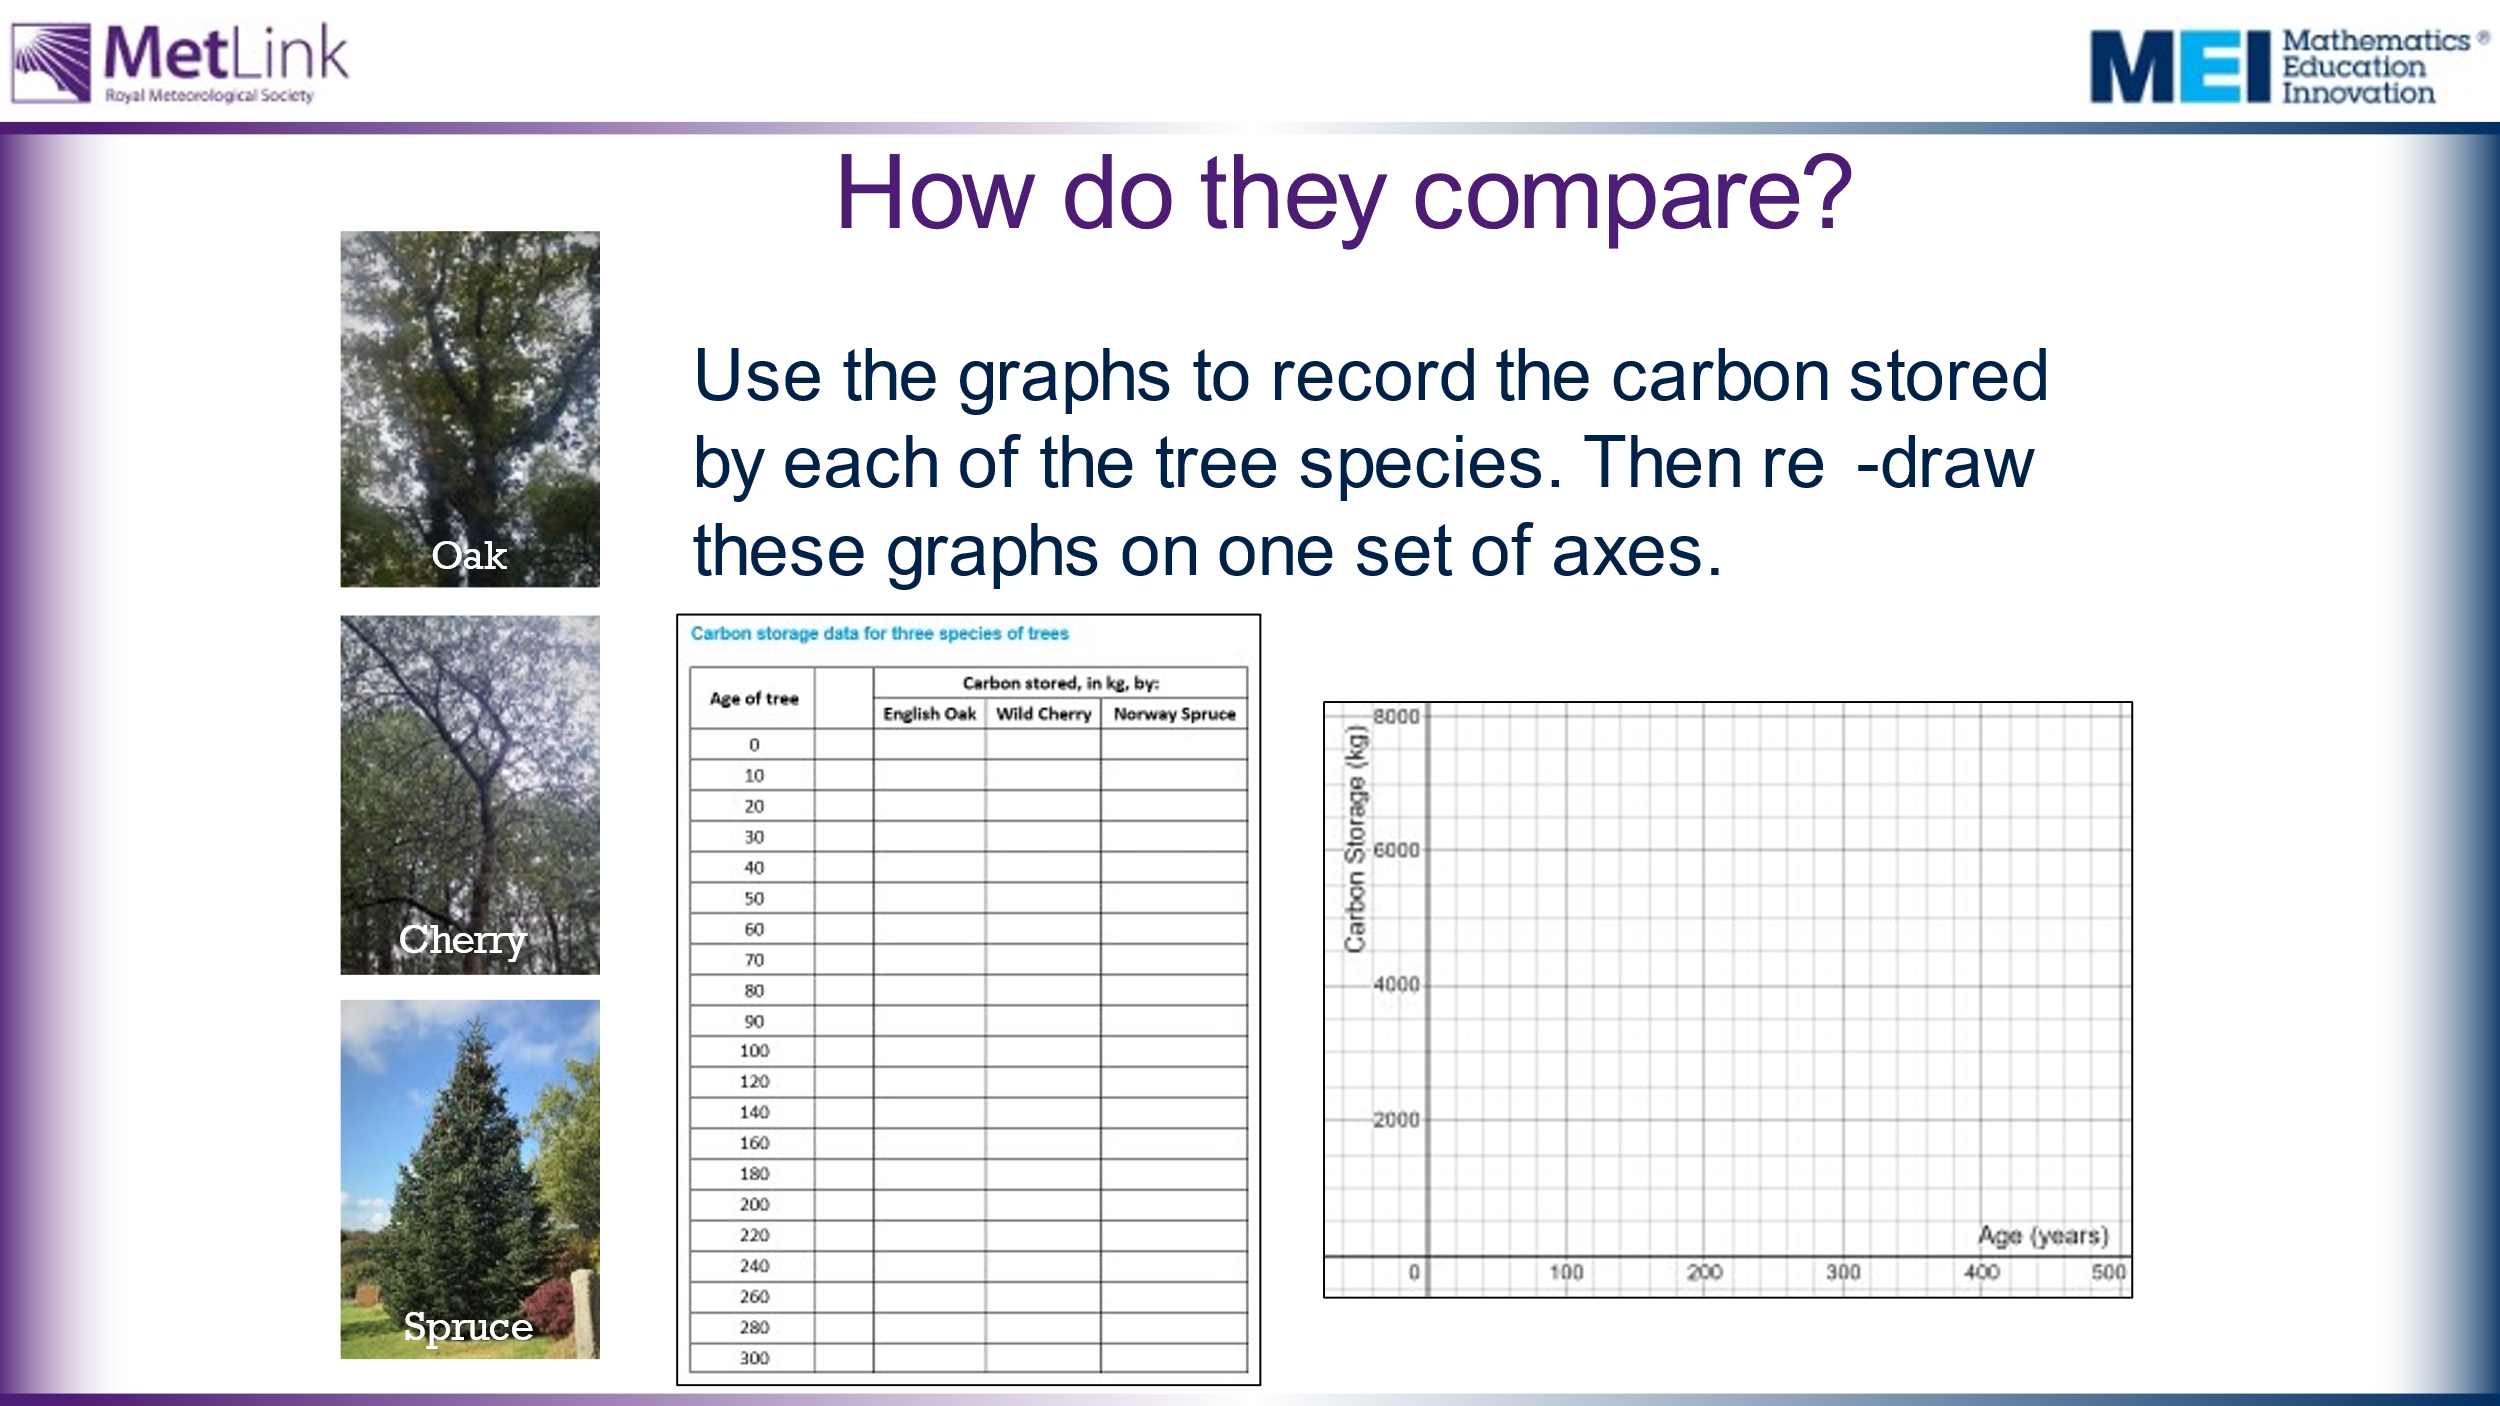 MetLink
Royal Meteorological Society
MEI Mathematics ®
Education
Innovation
How do they compare?
Use the graphs to record the carbon stored
by each of the tree species. Then re -draw
these graphs on one set of axes.
Oak
Cherry
Spruce
Carbon storage data for three species of trees
Age of tree
Carbon stored, in kg, by:
English Oak Wild Cherry Norway Spruce
0
10
20
30
40
50
60
70
80
90
100
120
140
160
180
200
220
240
260
280
300
Carbon Storage (kg)
8000
6000
4000
2000
Age (years)
0 100 200 300 400 500